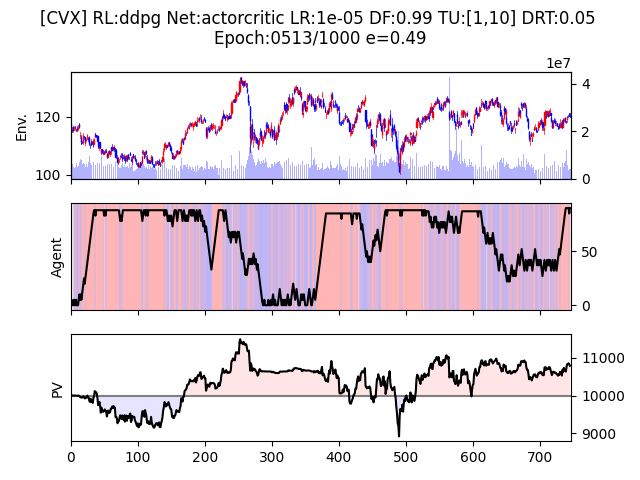 [CVX] RL:ddpg Net:actorcritic LR:1e-05 DF:0.99 TU:[1,10] DRT:0.05
Epoch:0513/1000 e=0.49
1e7
Env.
120
100
4
2
0
Agent
50
0
PV
11000
10000
9000
0 100 200 300 400 500 600 700